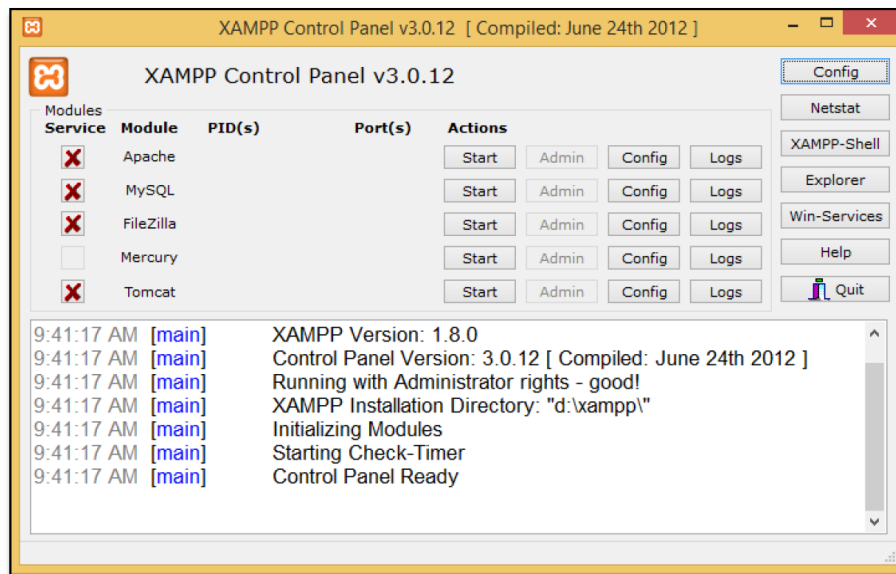 XAMPP Control Panel v3.0.12 [ Compiled: June 24th 2012 ]
XAMPP Control Panel v3.0.12
Config
Netstat
XAMPP-Shell
Explorer
Win-Services
Help
Quit
Modules
Service Module PID(s) Port(s) Actions
Apache Start Admin Config Logs
MySQL Start Admin Config Logs
FileZilla Start Admin Config Logs
Mercury Start Admin Config Logs
Tomcat Start Admin Config Logs
9:41:17 AM [main] XAMPP Version: 1.8.0
9:41:17 AM [main] Control Panel Version: 3.0.12 [ Compiled: June 24th 2012 ]
9:41:17 AM [main] Running with Administrator rights - good!
9:41:17 AM [main] XAMPP Installation Directory: "d:\xampp\"
9:41:17 AM [main] Initializing Modules
9:41:17 AM [main] Starting Check-Timer
9:41:17 AM [main] Control Panel Ready